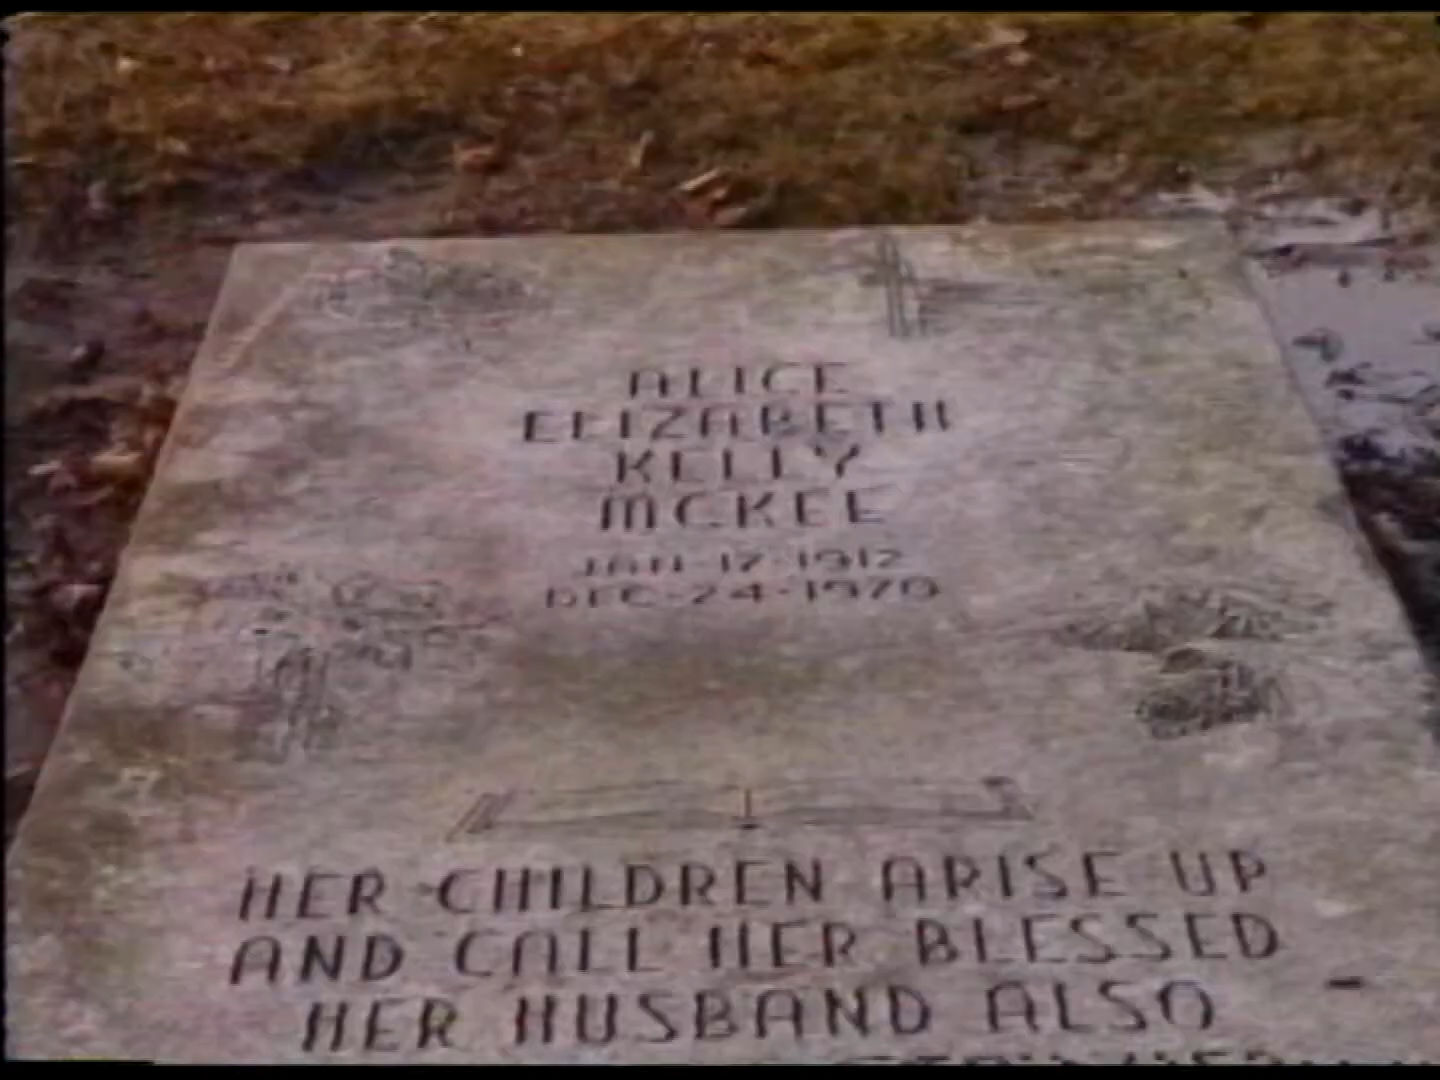 ALICE
ELIZABETH
KELLY
MCKEE
JAN-17-1912
DEC-24-1970
HER CHILDREN ARISE UP
AND CALL HER BLESSED
HER HUSBAND ALSO